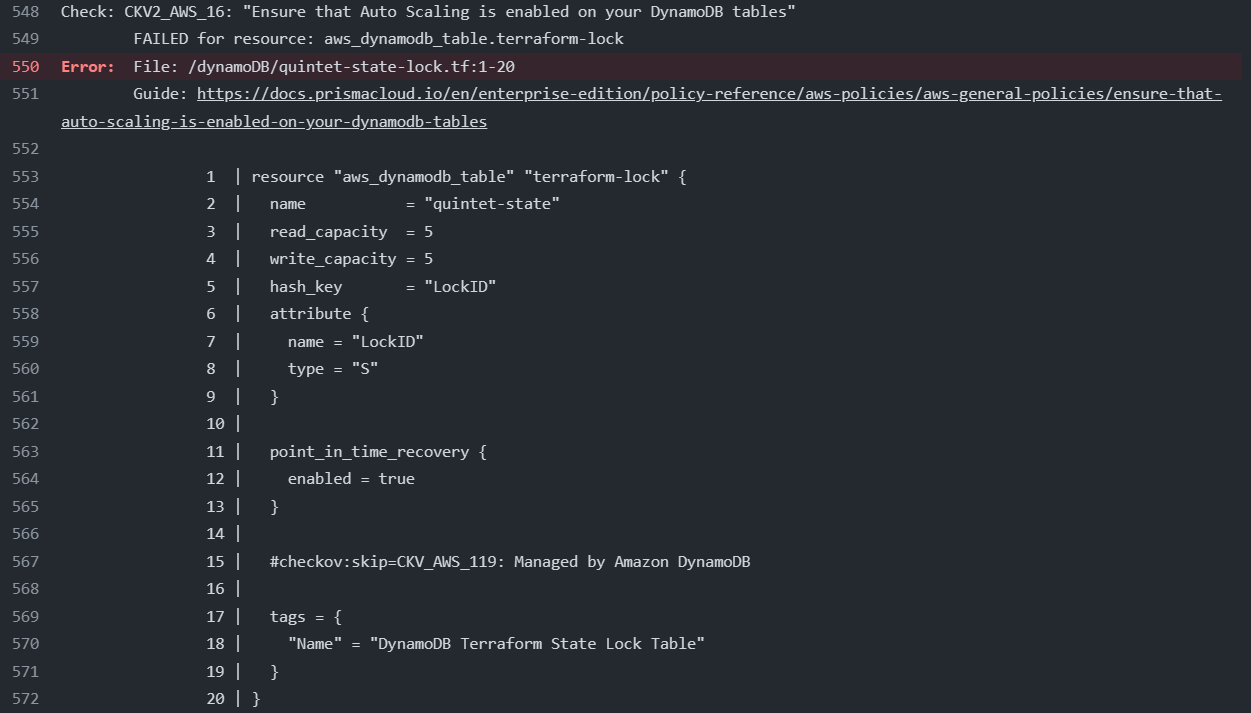 548 Check: CKV2_AWS_16: "Ensure that Auto Scaling is enabled on your DynamoDB tables"
549 FAILED for resource: aws_dynamodb_table.terraform-lock
550 Error: File: /dynamoDB/quintet-state-lock.tf:1-20
551 Guide: https://docs.prismacloud.io/en/enterprise-edition/policy-reference/aws-policies/aws-general-policies/ensure-that-
auto-scaling-is-enabled-on-your-dynamodb-tables
552
553 1 | resource "aws_dynamodb_table" "terraform-lock" {
554 2 | name = "quintet-state"
555 3 | read_capacity = 5
556 4 | write_capacity = 5
557 5 | hash_key = "LockID"
558 6 | attribute {
559 7 | name = "LockID"
560 8 | type = "S"
561 9 | }
562 10 |
563 11 | point_in_time_recovery {
564 12 | enabled = true
565 13 | }
566 14 |
567 15 | #checkov:skip=CKV_AWS_119: Managed by Amazon DynamoDB
568 16 |
569 17 | tags = {
570 18 | "Name" = "DynamoDB Terraform State Lock Table"
571 19 | }
572 20 | }